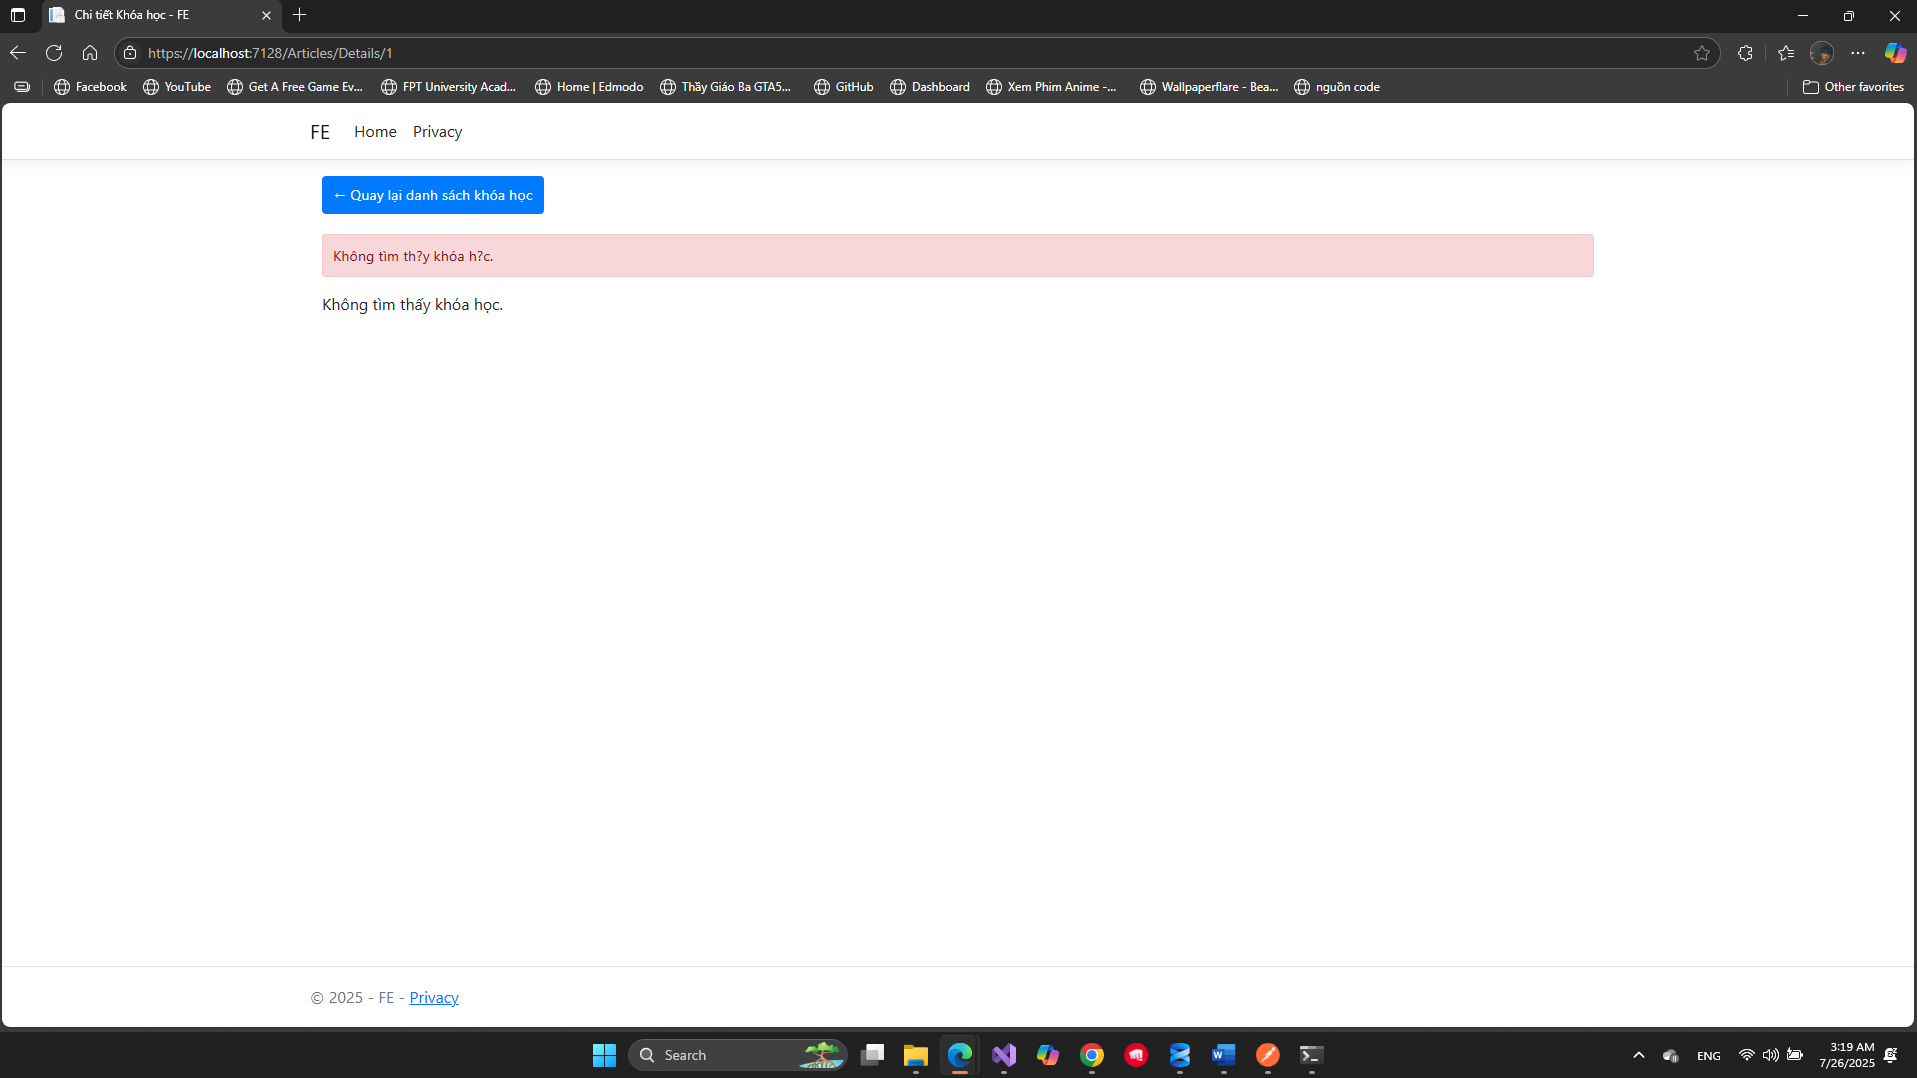 Chi tiết Khóa học - FE
https://localhost:7128/Articles/Details/1
Facebook YouTube Get A Free Game Ev... FPT University Acad... Home | Edmodo Thầy Giáo Ba GTA5... GitHub Dashboard Xem Phim Anime -... Wallpaperflare - Bea... nguồn code Other favorites
FE Home Privacy
← Quay lại danh sách khóa học
Không tìm th?y khóa h?c.
Không tìm thấy khóa học.
© 2025 - FE - Privacy
Search
ENG
3:19 AM
7/26/2025